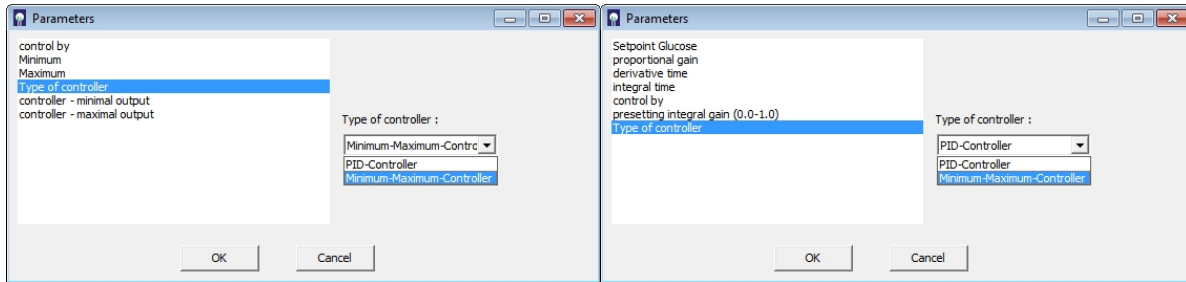 Parameters
control by
Minimum
Maximum
Type of controller
controller - minimal output
controller - maximal output
Type of controller :
Minimum-Maximum-Contrc
PID-Controller
Minimum-Maximum-Controller
OK
Cancel
Parameters
Setpoint Glucose
proportional gain
derivative time
integral time
control by
presetting integral gain (0.0-1.0)
Type of controller
Type of controller :
PID-Controller
PID-Controller
Minimum-Maximum-Controller
OK
Cancel